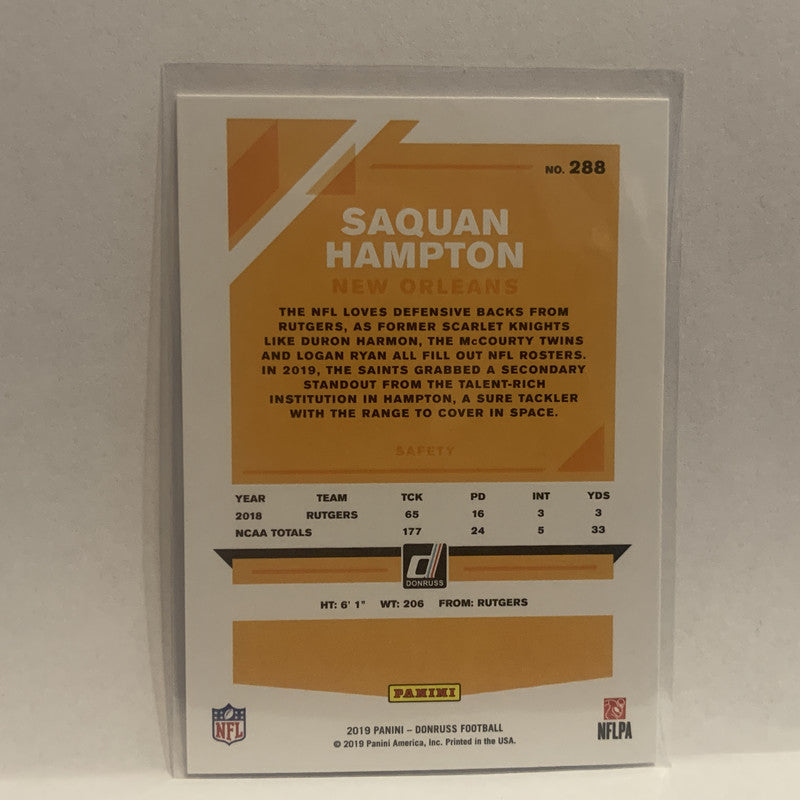 NO. 288
SAQUAN
HAMPTON
NEW ORLEANS
THE NFL LOVES DEFENSIVE BACKS FROM
RUTGERS, AS FORMER SCARLET KNIGHTS
LIKE DURON HARMON, THE McCOURTY TWINS
AND LOGAN RYAN ALL FILL OUT NFL ROSTERS.
IN 2019, THE SAINTS GRABBED A SECONDARY
STANDOUT FROM THE TALENT-RICH
INSTITUTION IN HAMPTON, A SURE TACKLER
WITH THE RANGE TO COVER IN SPACE.
SAFETY
YEAR TEAM TCK PD INT YDS
2018 RUTGERS 65 16 3 3
NCAA TOTALS 177 24 5 33
d
DONRUSS
HT: 6' 1" WT: 206 FROM: RUTGERS
PANINI
NFL
2019 PANINI – DONRUSS FOOTBALL
© 2019 Panini America, Inc. Printed in the USA.
NFLPA